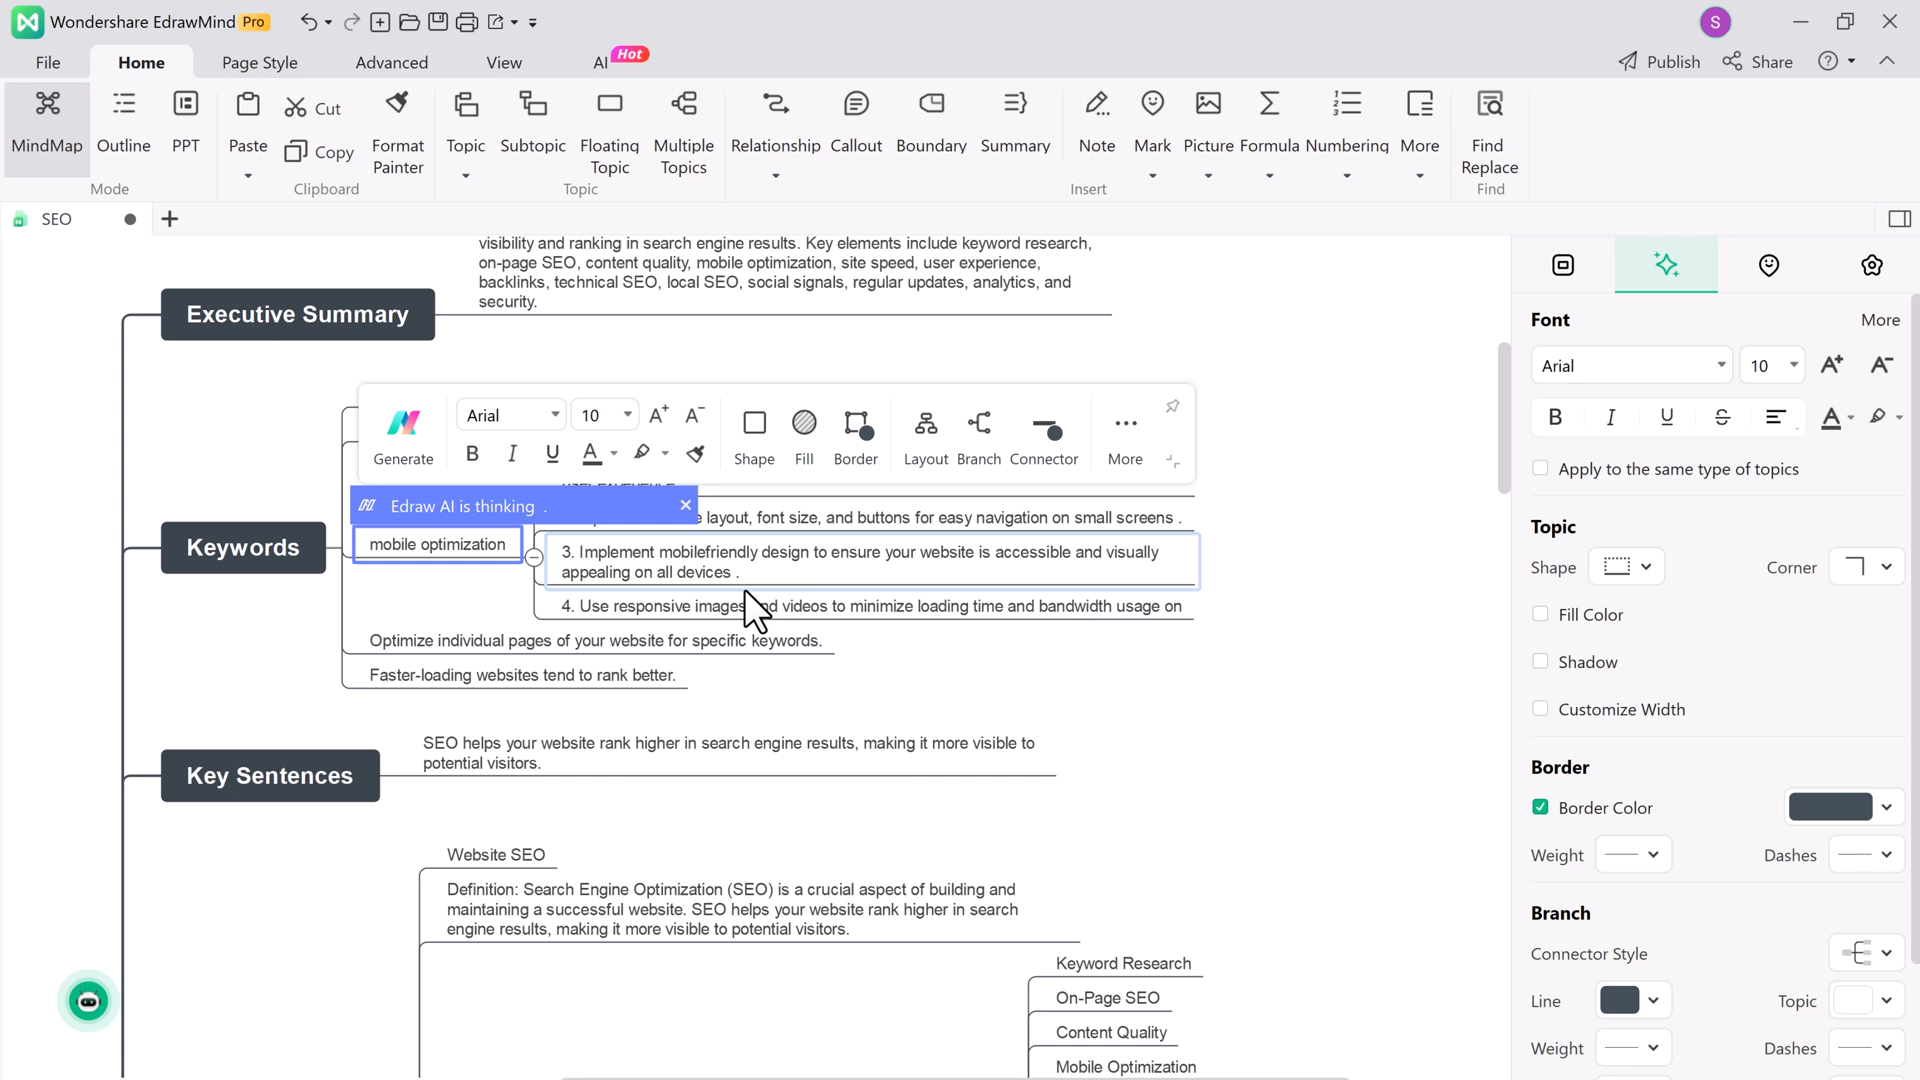 Wondershare EdrawMind Pro
S
File
Home
Page Style
Advanced
View
AI
Hot
Publish
Share
MindMap
Outline
PPT
Mode
Paste
Cut
Copy
Format
Painter
Clipboard
Topic
Subtopic
Floating
Topic
Multiple
Topics
Topic
Relationship
Callout
Boundary
Summary
Note
Mark
Picture
Formula
Numbering
More
Insert
Find
Replace
Find
SEO
visibility and ranking in search engine results. Key elements include keyword research,
on-page SEO, content quality, mobile optimization, site speed, user experience,
backlinks, technical SEO, local SEO, social signals, regular updates, analytics, and
security.
Executive Summary
Generate
Arial
10
A+
A-
B
I
U
A
Shape
Fill
Border
Layout
Branch
Connector
More
Edraw AI is thinking .
layout, font size, and buttons for easy navigation on small screens .
Keywords
mobile optimization
3. Implement mobilefriendly design to ensure your website is accessible and visually
appealing on all devices .
4. Use responsive images and videos to minimize loading time and bandwidth usage on
Optimize individual pages of your website for specific keywords.
Faster-loading websites tend to rank better.
Key Sentences
SEO helps your website rank higher in search engine results, making it more visible to
potential visitors.
Website SEO
Definition: Search Engine Optimization (SEO) is a crucial aspect of building and
maintaining a successful website. SEO helps your website rank higher in search
engine results, making it more visible to potential visitors.
Keyword Research
On-Page SEO
Content Quality
Mobile Optimization
Font
More
Arial
10
A+
A-
B
I
U
S
A
Apply to the same type of topics
Topic
Shape
Corner
Fill Color
Shadow
Customize Width
Border
Border Color
Weight
Dashes
Branch
Connector Style
Line
Topic
Weight
Dashes